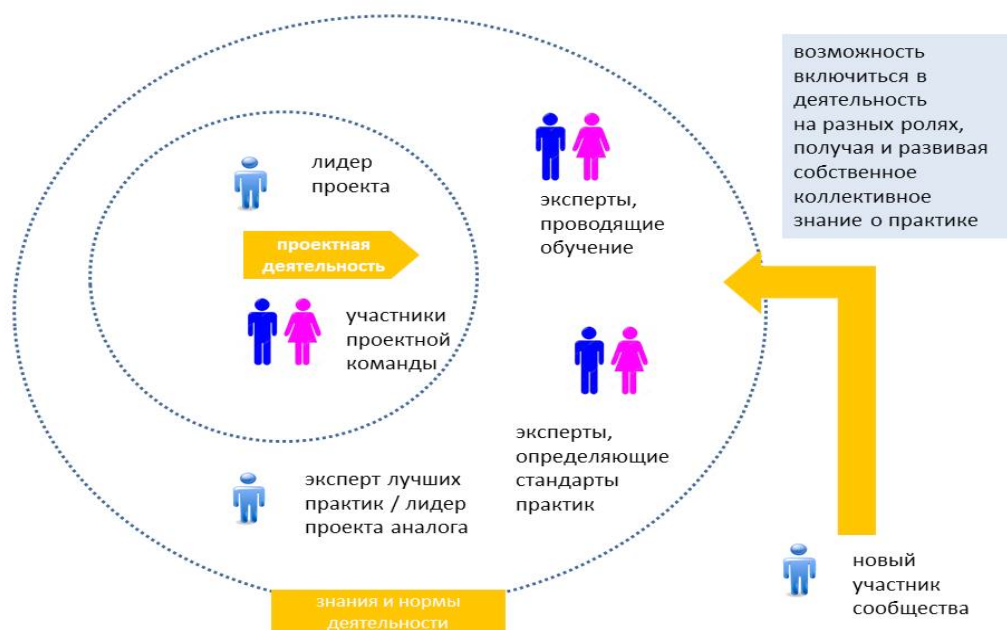 лидер
проекта
проектная
деятельность
участники
проектной
команды
эксперт лучших
практик / лидер
проекта аналога
знания и нормы
деятельности
эксперты,
проводящие
обучение
эксперты,
определяющие
стандарты
практик
возможность
включиться в
деятельность
на разных ролях,
получая и развивая
собственное
коллективное
знание о практике
новый
участник
сообщества